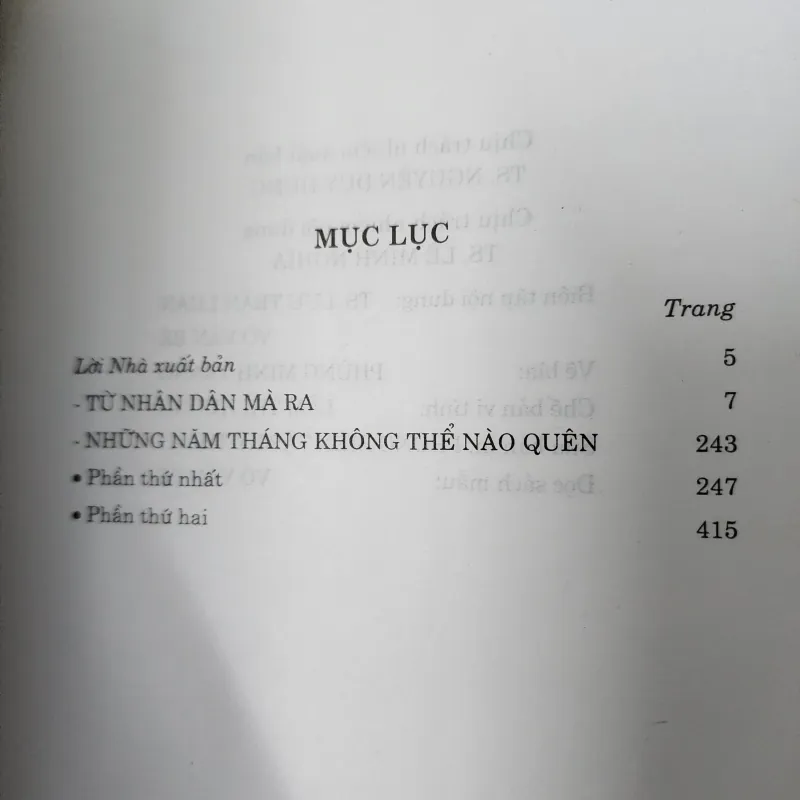 MỤC LỤC
Trang
Lời Nhà xuất bản 5
- TỪ NHÂN DÂN MÀ RA 7
- NHỮNG NĂM THÁNG KHÔNG THỂ NÀO QUÊN 243
• Phần thứ nhất 247
• Phần thứ hai 415